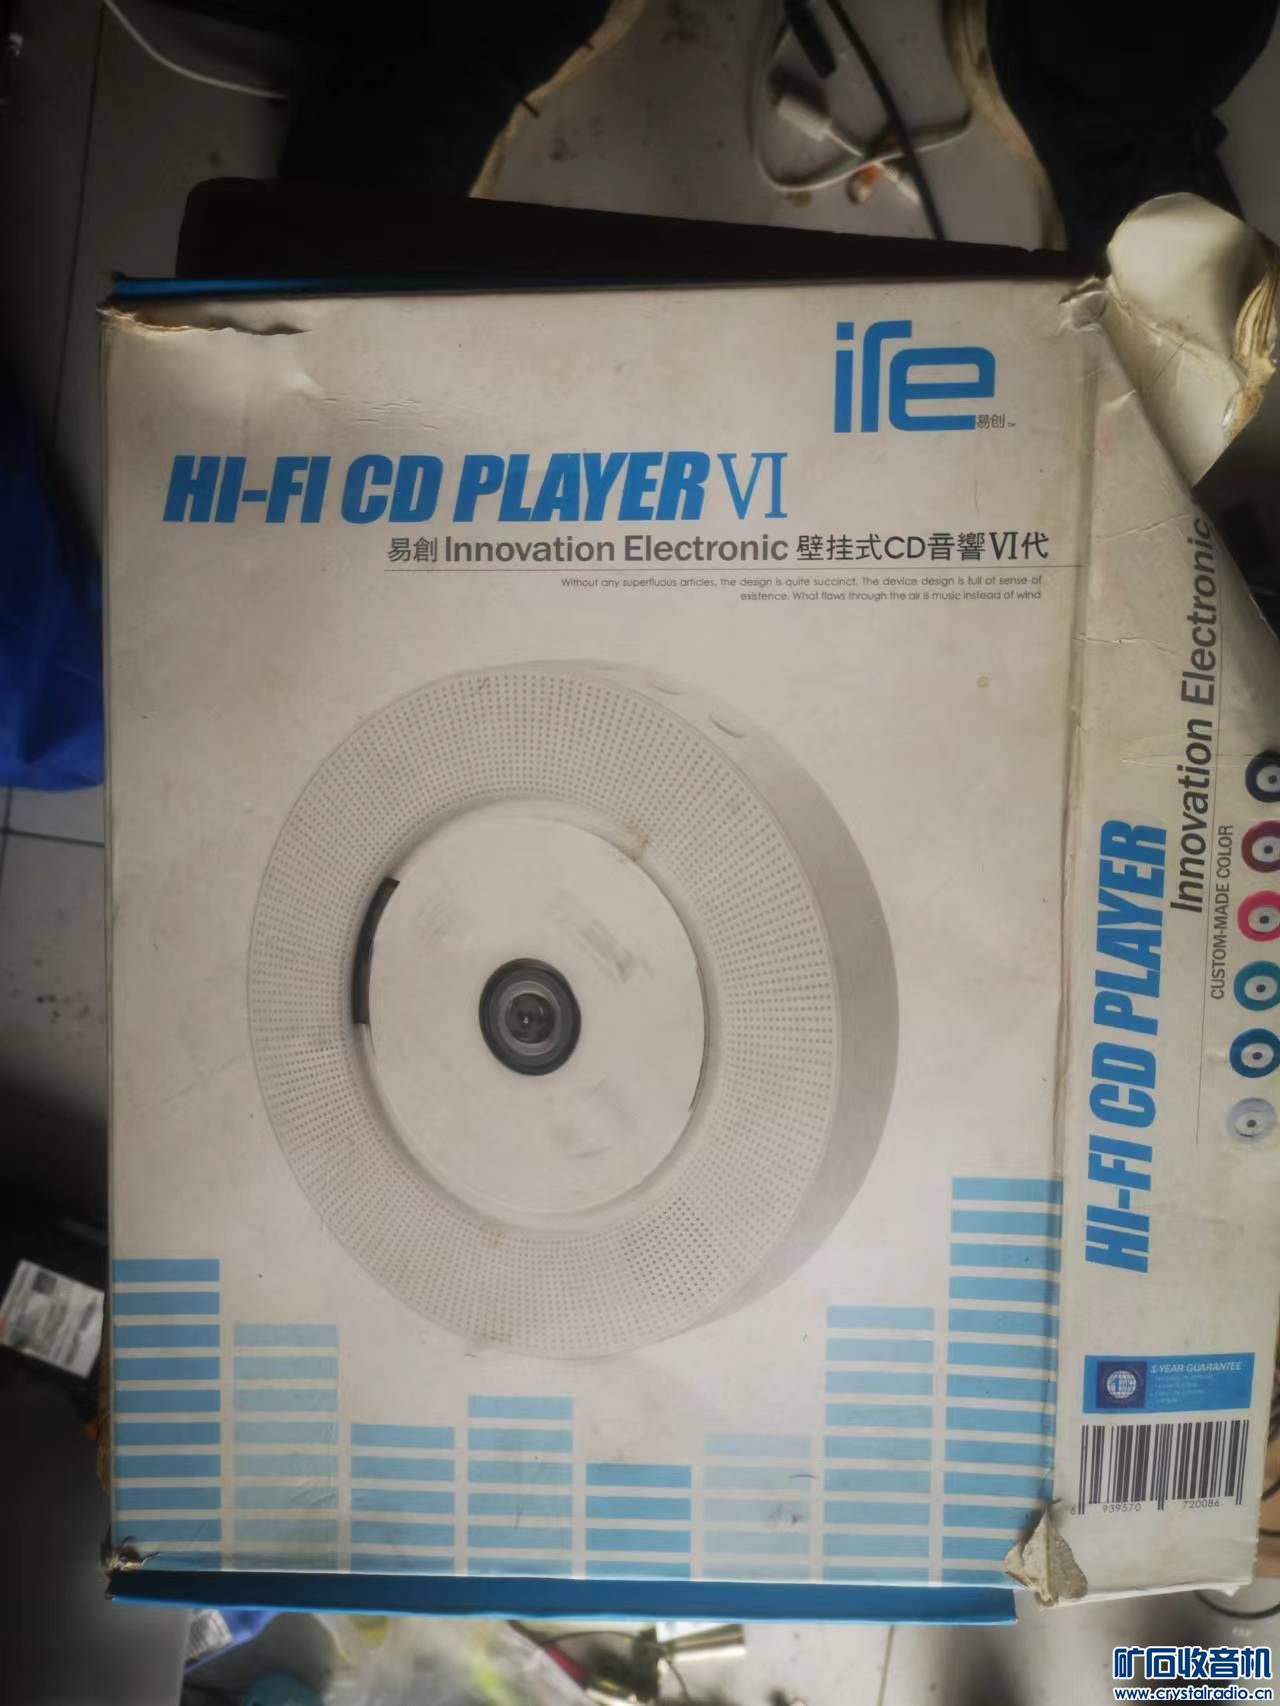 ire
易创™
HI-FI CD PLAYER VI
易創 Innovation Electronic 壁挂式CD音響VI代
Without any superfluous articles, the design is quite succinct. The device design is full of sense of
existence. What flows through the air is music instead of wind
HI-FI CD PLAYER
Innovation Electronic
CUSTOM-MADE COLOR
1-YEAR GUARANTEE
6 939570 720086
矿石收音机
www.crystalradio.cn